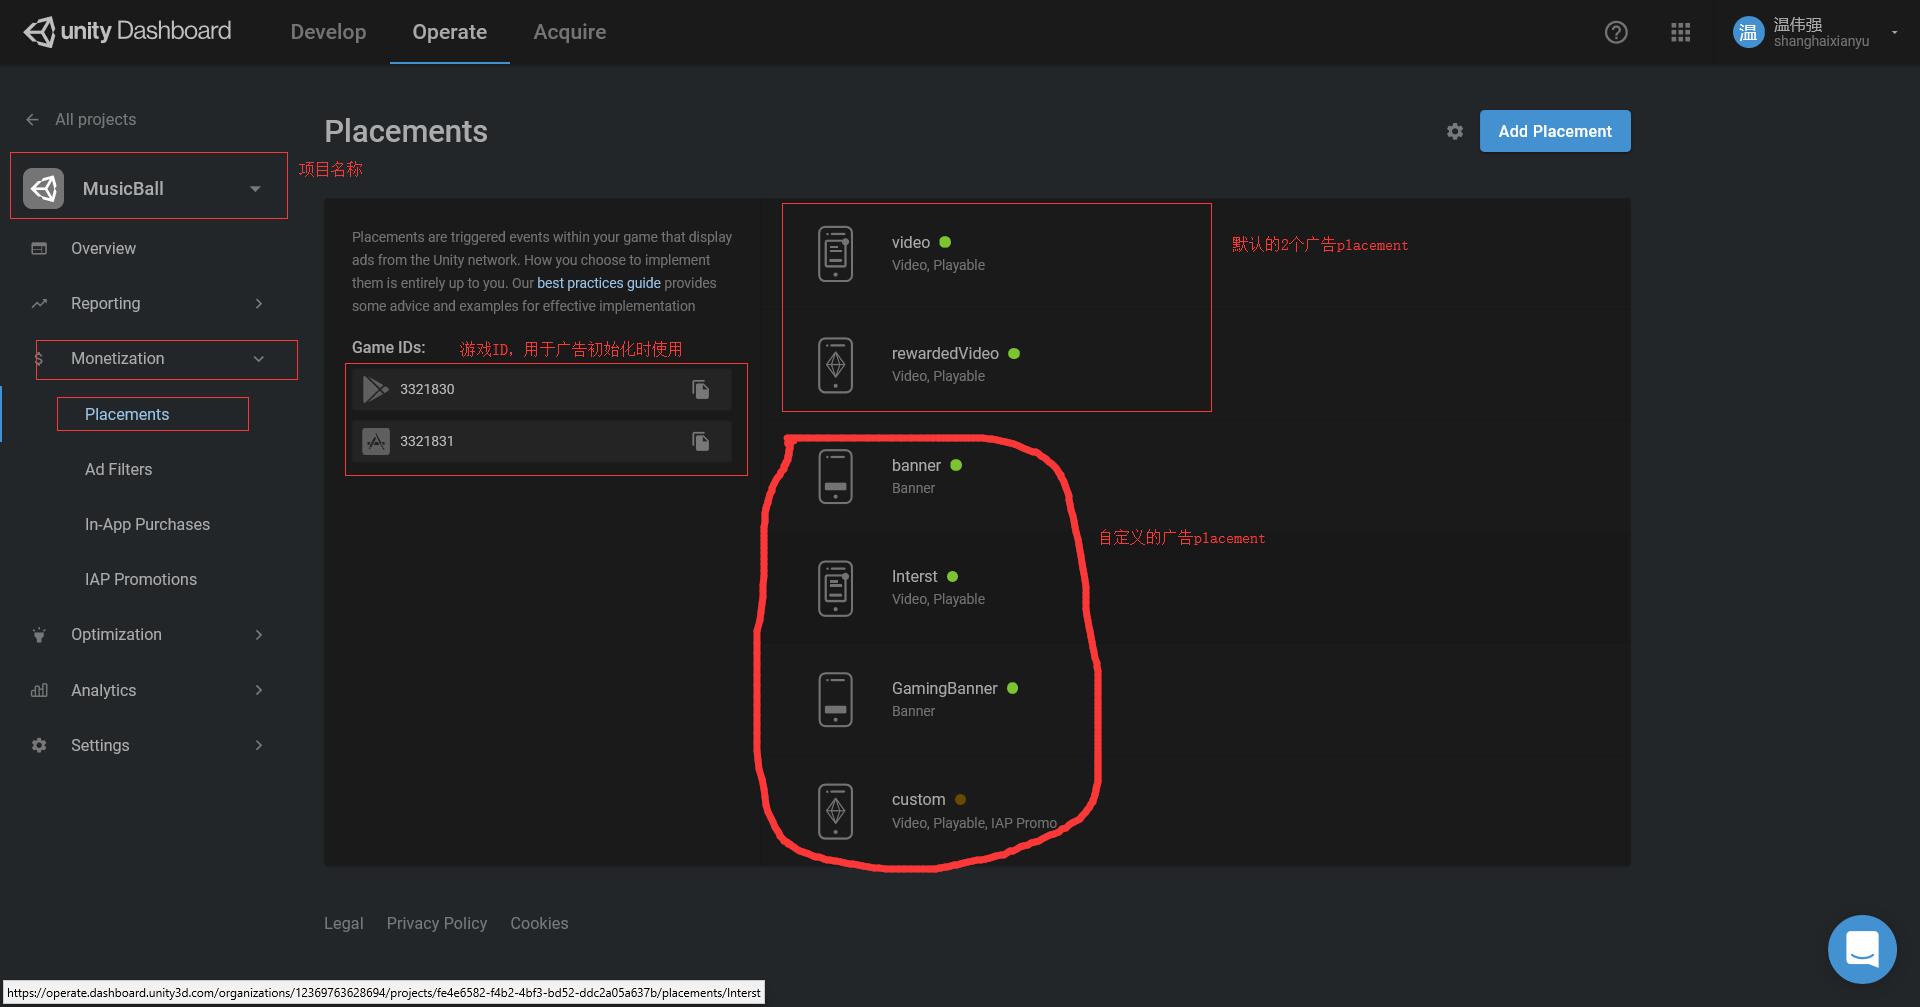 unity Dashboard
Develop
Operate
Acquire
温
温伟强
shanghaixianyu
All projects
MusicBall
项目名称
Overview
Reporting
Monetization
Placements
Ad Filters
In-App Purchases
IAP Promotions
Optimization
Analytics
Settings
Placements
Add Placement
Placements are triggered events within your game that display
ads from the Unity network. How you choose to implement
them is entirely up to you. Our best practices guide provides
some advice and examples for effective implementation
Game IDs:
游戏ID，用于广告初始化时使用
3321830
3321831
video
Video, Playable
默认的2个广告placement
rewardedVideo
Video, Playable
banner
Banner
自定义的广告placement
Interst
Video, Playable
GamingBanner
Banner
custom
Video, Playable, IAP Promo
Legal
Privacy Policy
Cookies
https://operate.dashboard.unity3d.com/organizations/12369763628694/projects/fe4e6582-f4b2-4bf3-bd52-ddc2a05a637b/placements/Interst